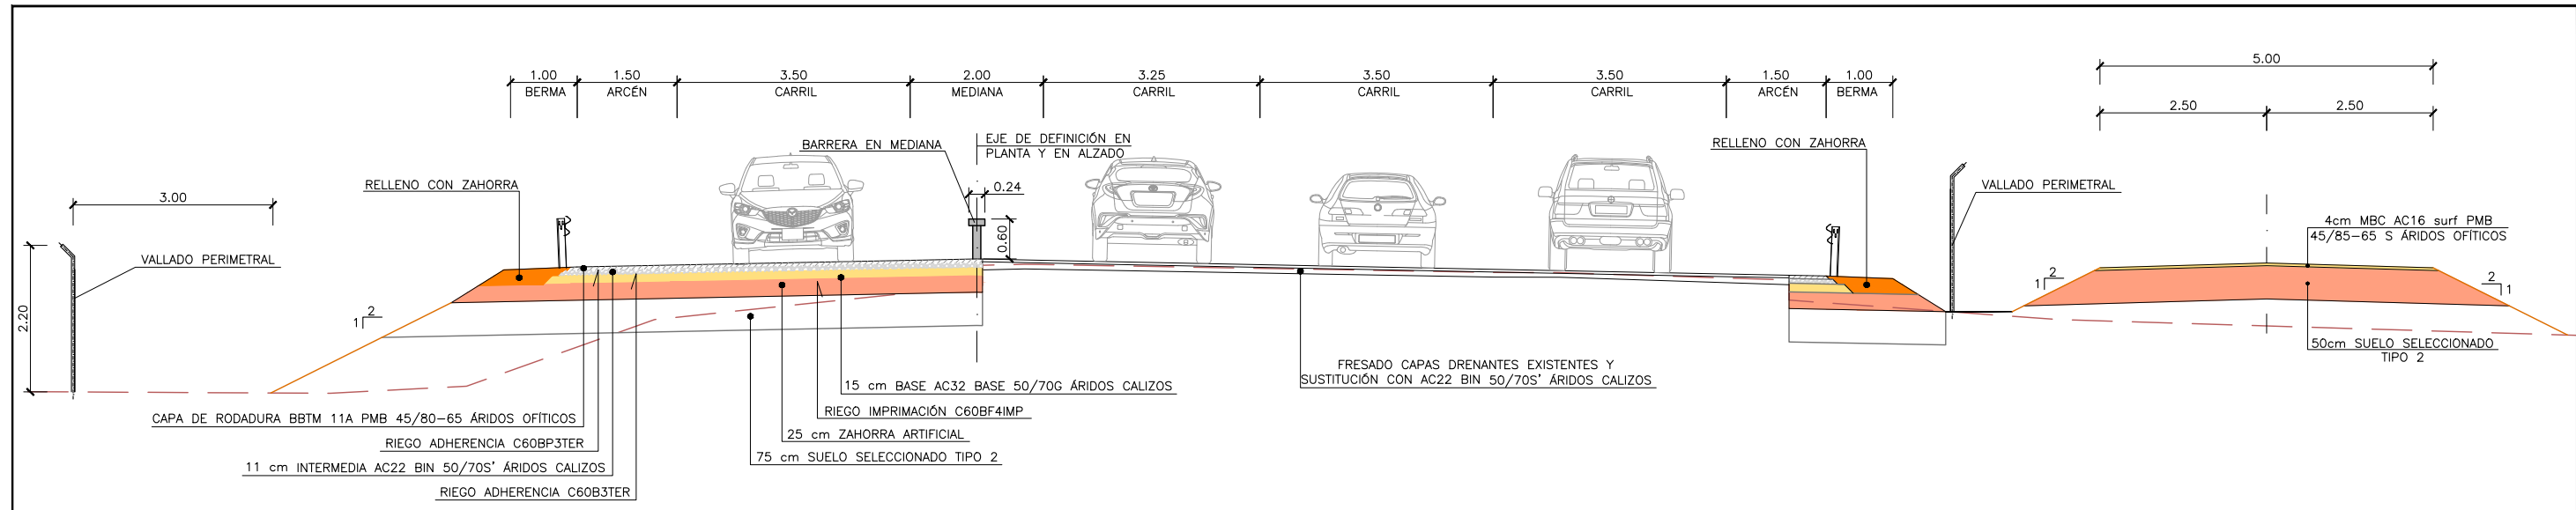 5.00
1.00
1.50
3.50
2.00
3.25
3.50
3.50
1.50
1.00
BERMA
ARCÉN
CARRIL
MEDIANA
CARRIL
CARRIL
CARRIL
ARCÉN
BERMA
2.50
2.50
BARRERA EN MEDIANA
EJE DE DEFINICIÓN EN
PLANTA Y EN ALZADO
RELLENO CON ZAHORRA
RELLENO CON ZAHORRA
0.24
VALLADO PERIMETRAL
3.00
4cm MBC AC16 surf PMB
45/85-65 S ÁRIDOS OFÍTICOS
0.60
VALLADO PERIMETRAL
2.20
2
1
2
1
2
1
50cm SUELO SELECCIONADO
TIPO 2
FRESADO CAPAS DRENANTES EXISTENTES Y
SUSTITUCIÓN CON AC22 BIN 50/70S' ÁRIDOS CALIZOS
15 cm BASE AC32 BASE 50/70G ÁRIDOS CALIZOS
CAPA DE RODADURA BBTM 11A PMB 45/80-65 ÁRIDOS OFÍTICOS
RIEGO IMPRIMACIÓN C60BF4IMP
RIEGO ADHERENCIA C60BP3TER
25 cm ZAHORRA ARTIFICIAL
11 cm INTERMEDIA AC22 BIN 50/70S' ÁRIDOS CALIZOS
75 cm SUELO SELECCIONADO TIPO 2
RIEGO ADHERENCIA C60B3TER